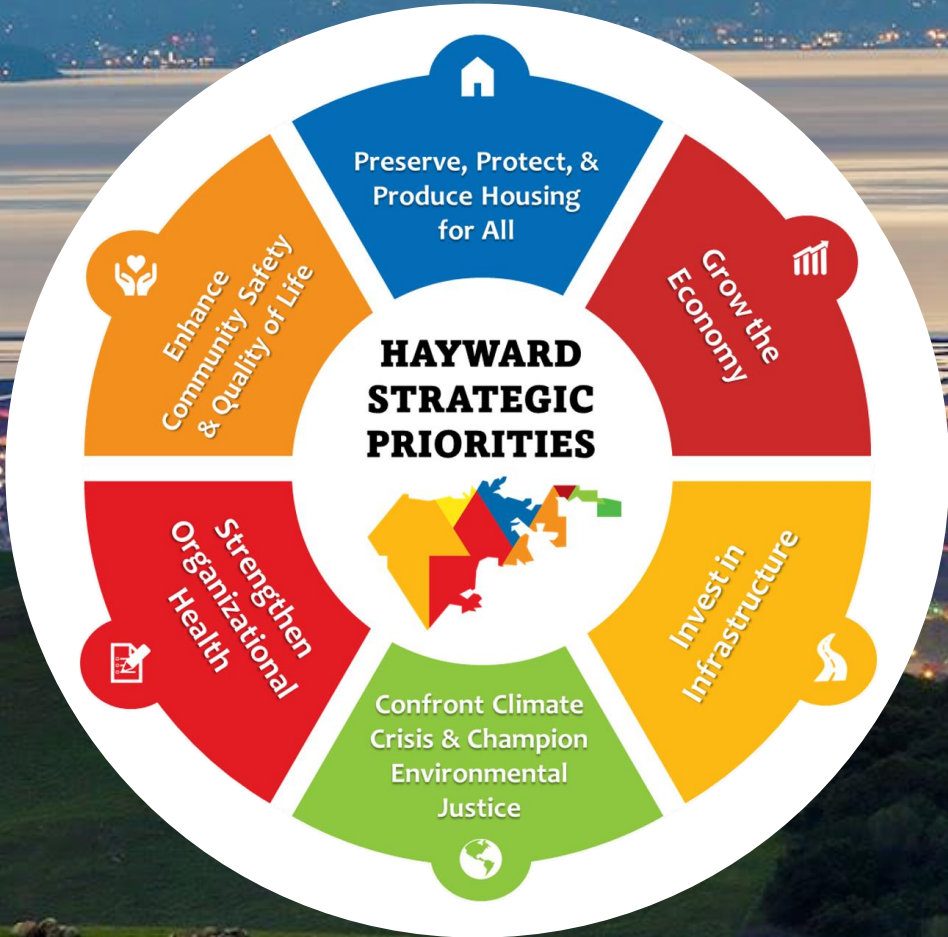 Preserve, Protect, &
Produce Housing
for All
Grow the
Economy
Invest in
Infrastructure
Confront Climate
Crisis & Champion
Environmental
Justice
Strengthen
Organizational
Health
Enhance
Community Safety
& Quality of Life
HAYWARD
STRATEGIC
PRIORITIES